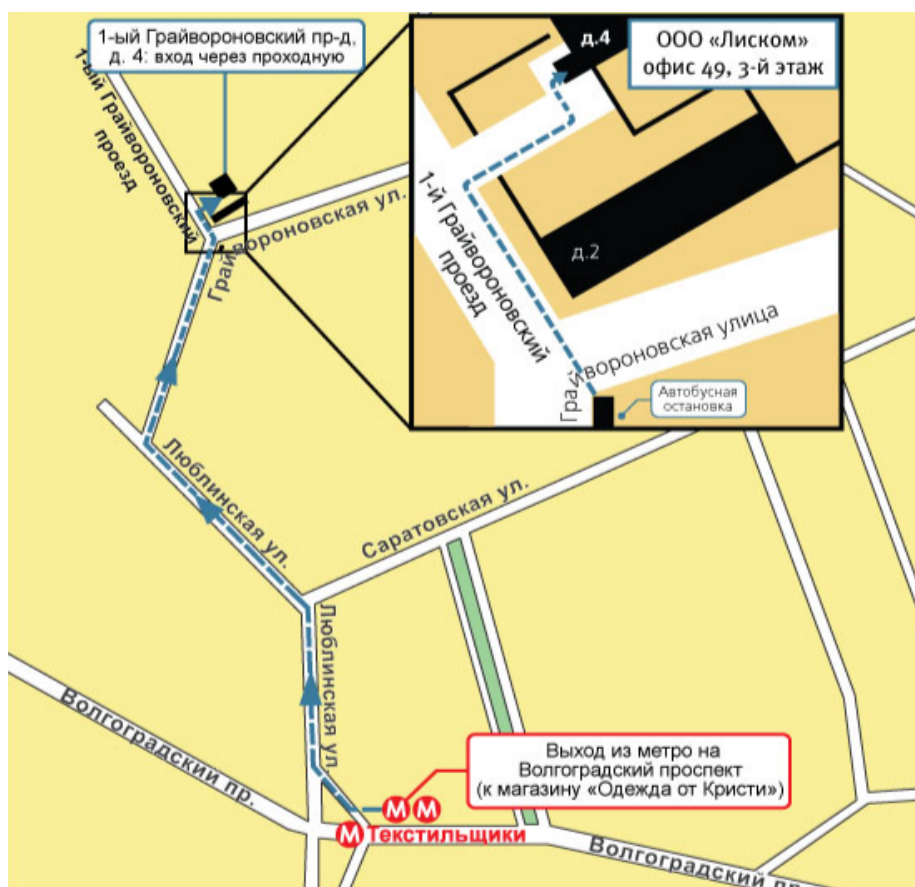 1-ый Грайвороновский пр-д,
д. 4: вход через проходную
1-ый Грайвороновский
проезд
Грайвороновская ул.
д.4
ООО «Лиском»
офис 49, 3-й этаж
1-й Грайвороновский
проезд
д.2
Грайвороновская улица
Автобусная
остановка
Люблинская ул.
Саратовская ул.
Люблинская ул.
Волгоградский пр.
Выход из метро на
Волгоградский проспект
(к магазину «Одежда от Кристи»)
М М
М Текстильщики
Волгоградский пр.